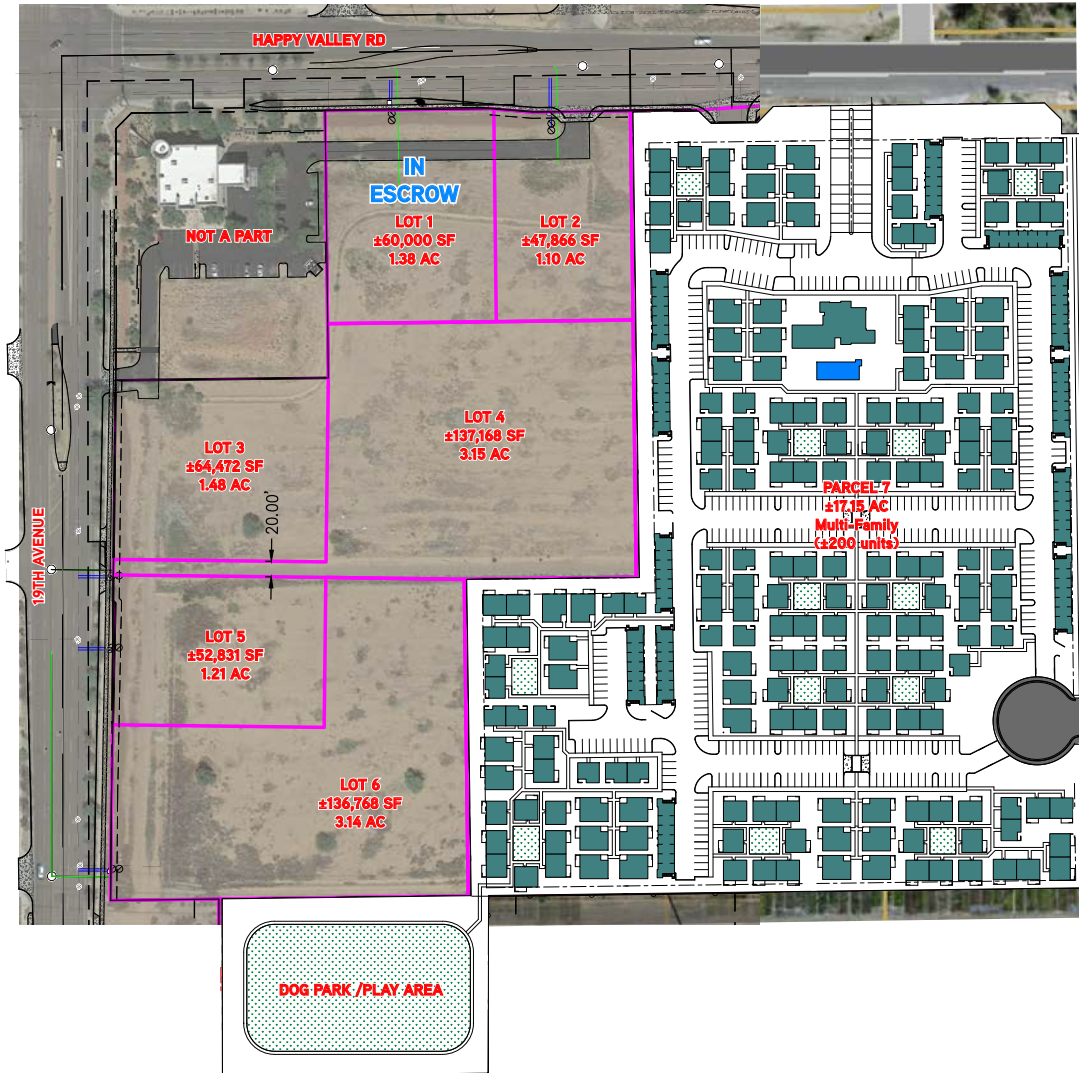 HAPPY VALLEY RD
IN
ESCROW
LOT 1
±60,000 SF
1.38 AC
LOT 2
±47,866 SF
1.10 AC
NOT A PART
LOT 3
±64,472 SF
1.48 AC
LOT 4
±137,168 SF
3.15 AC
PARCEL 7
±17.15 AC
Multi-Family
(±200 units)
20.00'
19TH AVENUE
LOT 5
±52,831 SF
1.21 AC
LOT 6
±136,768 SF
3.14 AC
DOG PARK /PLAY AREA